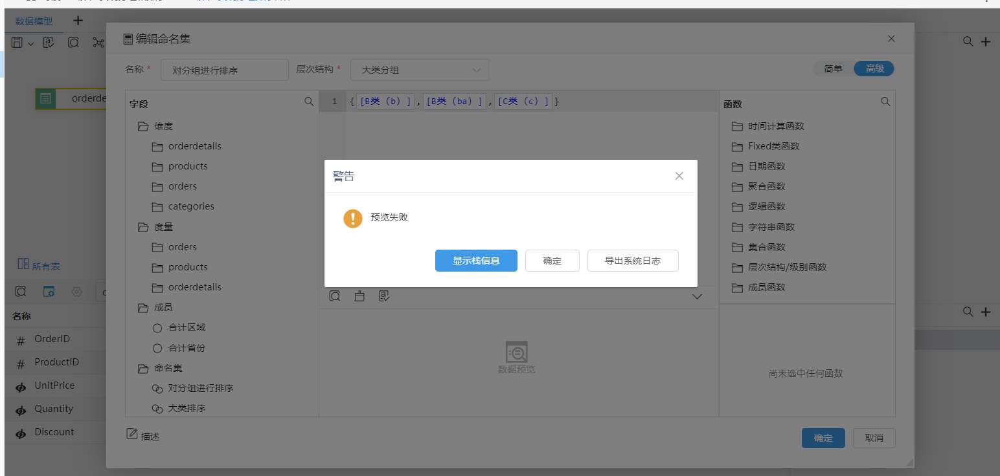 数据模型
编辑命名集
名称 *
对分组进行排序
层次结构 *
大类分组
简单
高级
orderde
字段
维度
orderdetails
products
orders
categories
度量
orders
products
orderdetails
成员
合计区域
合计省份
命名集
对分组进行排序
大类排序
1
{[B类（b）],[B类（ba）],[C类（c）]}
函数
时间计算函数
Fixed类函数
日期函数
聚合函数
逻辑函数
字符串函数
集合函数
层次结构/级别函数
成员函数
警告
预览失败
显示栈信息
确定
导出系统日志
数据预览
尚未选中任何函数
所有表
名称
OrderID
ProductID
UnitPrice
Quantity
Discount
描述
确定
取消